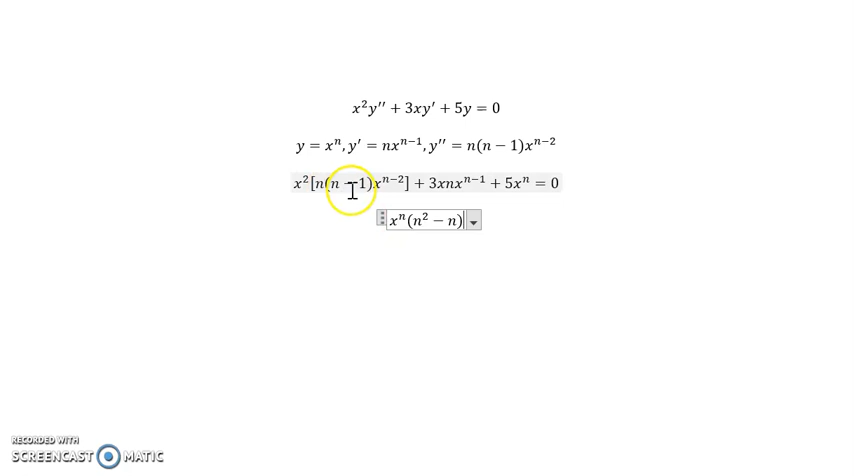 x²y′′ + 3xy′ + 5y = 0
y = xⁿ, y′ = nxⁿ⁻¹, y′′ = n(n − 1)xⁿ⁻²
x²[n(n − 1)xⁿ⁻²] + 3xnxⁿ⁻¹ + 5xⁿ = 0
xⁿ(n² − n)
RECORDED WITH
SCREENCAST MATIC